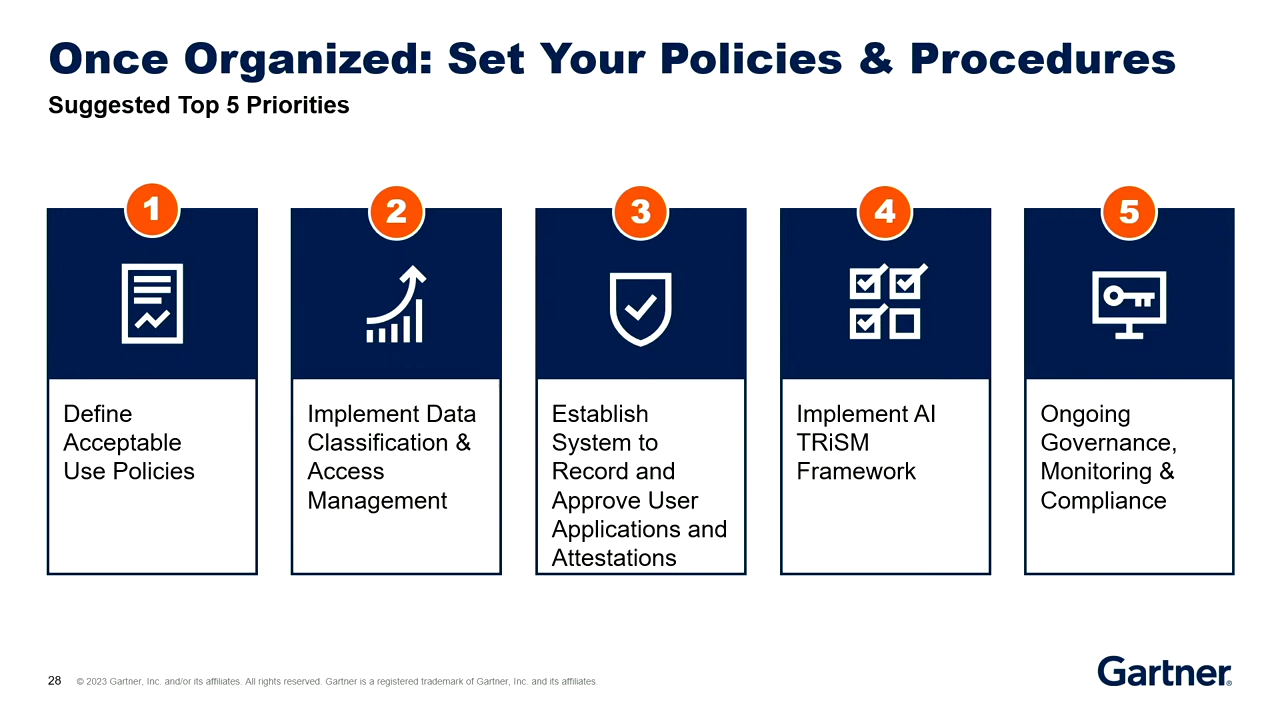 Once Organized: Set Your Policies & Procedures
Suggested Top 5 Priorities
1
Define
Acceptable
Use Policies
2
Implement Data
Classification &
Access
Management
3
Establish
System to
Record and
Approve User
Applications and
Attestations
4
Implement AI
TRiSM
Framework
5
Ongoing
Governance,
Monitoring &
Compliance
28 © 2023 Gartner, Inc. and/or its affiliates. All rights reserved. Gartner is a registered trademark of Gartner, Inc. and its affiliates.
Gartner®